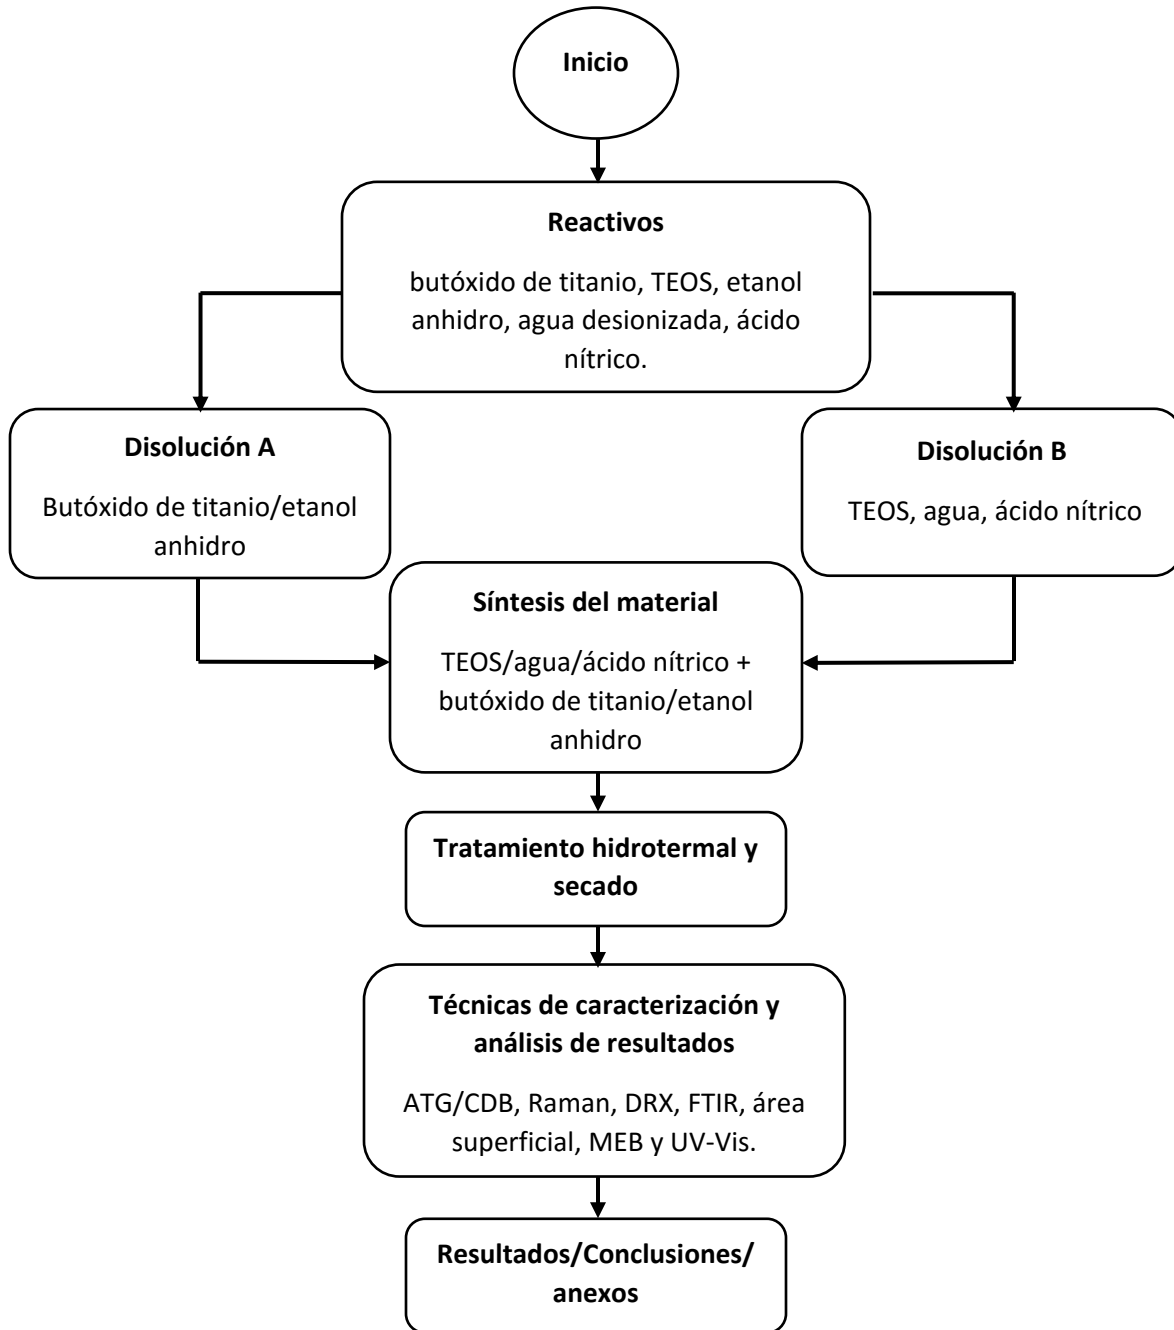 Inicio
Reactivos
butóxido de titanio, TEOS, etanol
anhidro, agua desionizada, ácido
nítrico.
Disolución A
Butóxido de titanio/etanol
anhidro
Disolución B
TEOS, agua, ácido nítrico
Síntesis del material
TEOS/agua/ácido nítrico +
butóxido de titanio/etanol
anhidro
Tratamiento hidrotermal y
secado
Técnicas de caracterización y
análisis de resultados
ATG/CDB, Raman, DRX, FTIR, área
superficial, MEB y UV-Vis.
Resultados/Conclusiones/
anexos